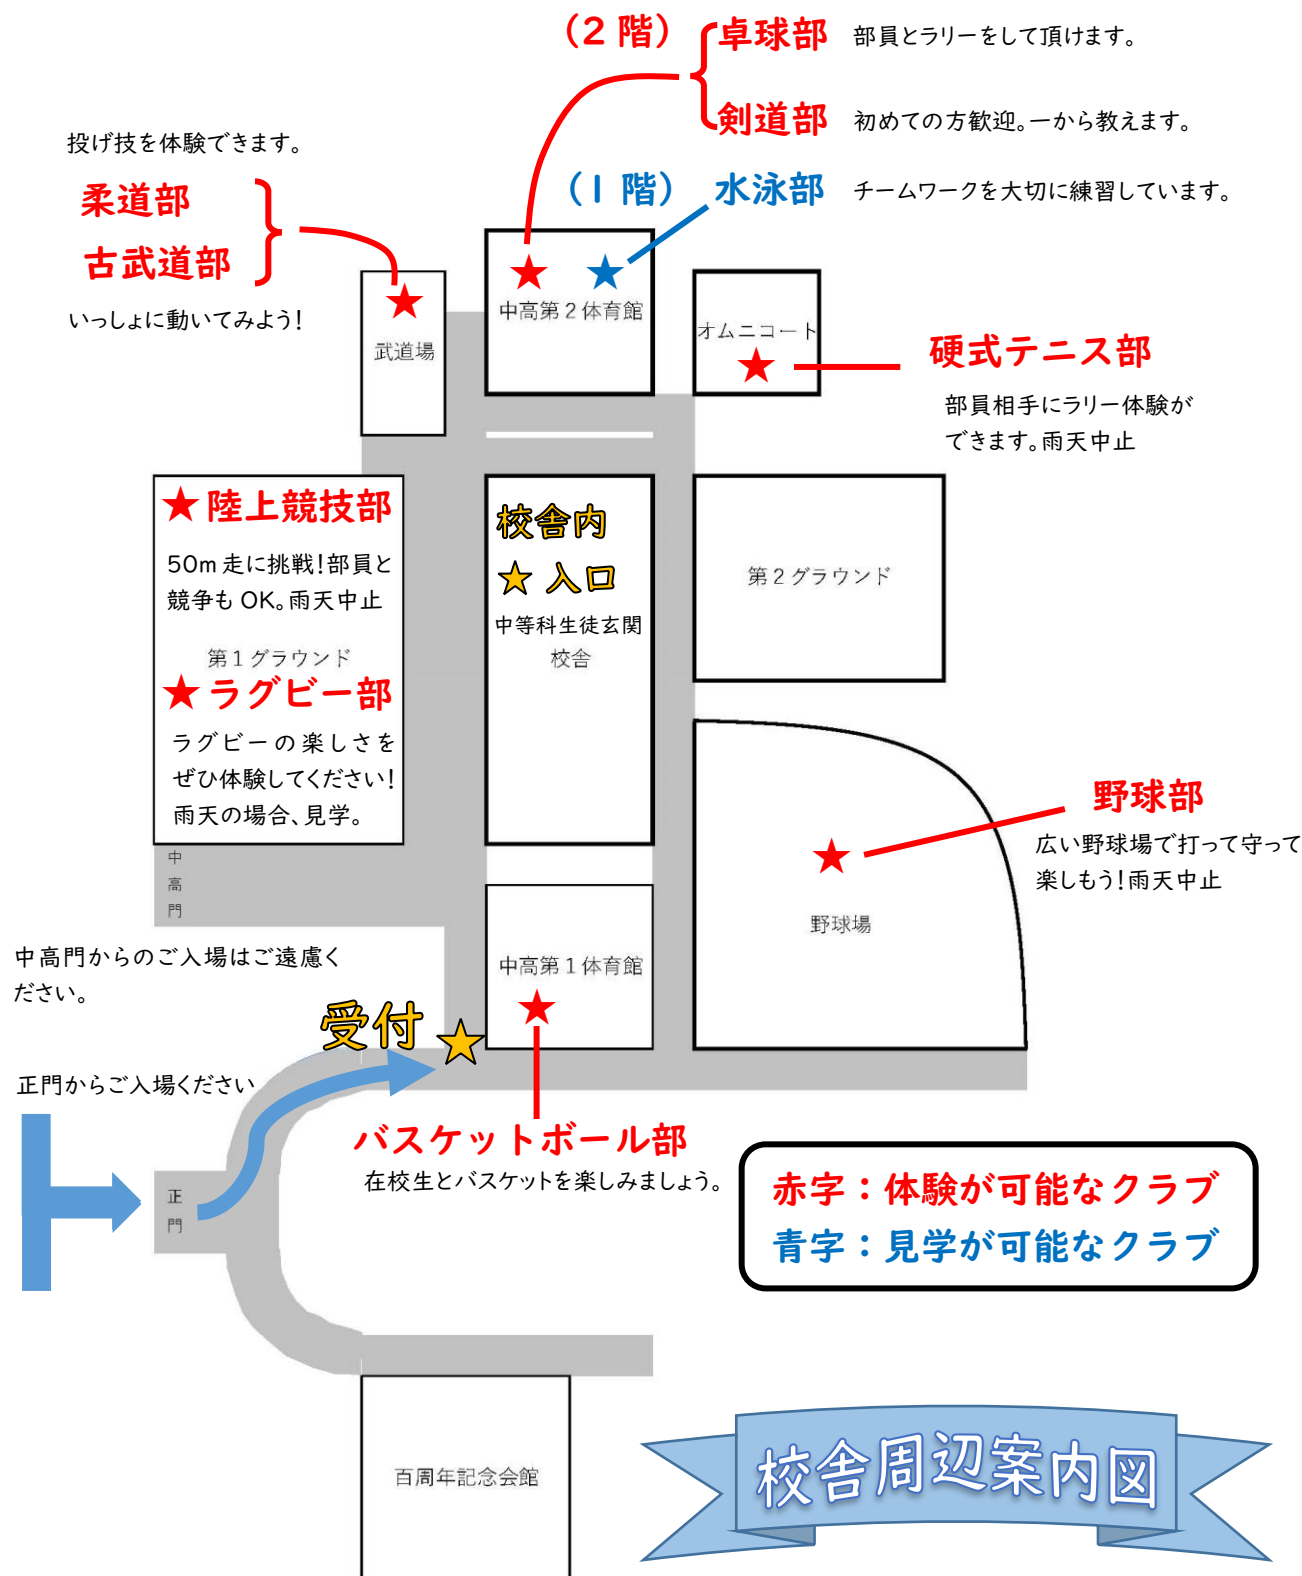 （2階）
卓球部　部員とラリーをして頂けます。
剣道部　初めての方歓迎。一から教えます。
投げ技を体験できます。
柔道部
古武道部
いっしょに動いてみよう！
（1階）　水泳部　チームワークを大切に練習しています。
武道場
中高第２体育館
オムニコート
硬式テニス部
部員相手にラリー体験が
できます。雨天中止
★陸上競技部
50m走に挑戦！部員と
競争もOK。雨天中止
第１グラウンド
★ラグビー部
ラグビーの楽しさを
ぜひ体験してください！
雨天の場合、見学。
校舎内
★入口
中等科生徒玄関
校舎
第２グラウンド
野球部
広い野球場で打って守って
楽しもう！雨天中止
野球場
中
高
門
中高門からのご入場はご遠慮く
ださい。
中高第１体育館
受付
正門からご入場ください
正
門
バスケットボール部
在校生とバスケットを楽しみましょう。
赤字：体験が可能なクラブ
青字：見学が可能なクラブ
百周年記念会館
校舎周辺案内図